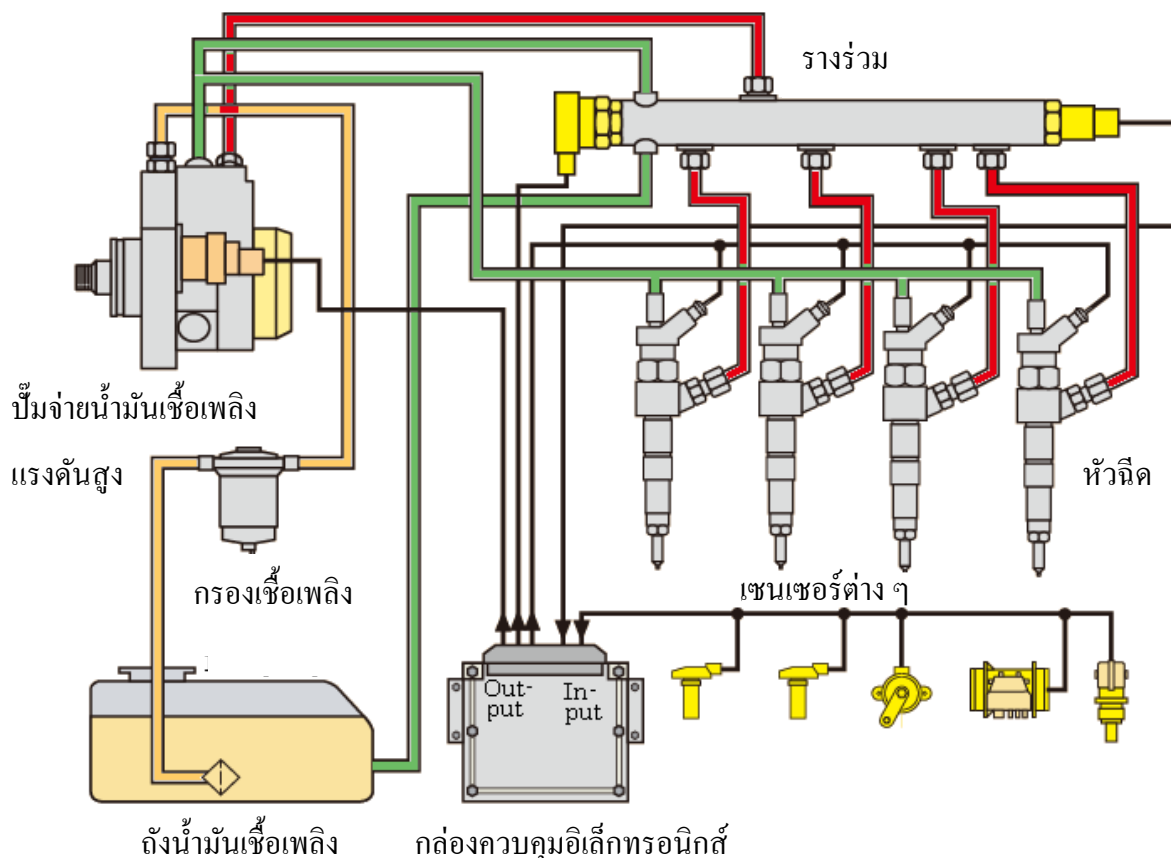 รางร่วม
ปั๊มจ่ายน้ำมันเชื้อเพลิง
แรงดันสูง
หัวฉีด
กรองเชื้อเพลิง
เซนเซอร์ต่าง ๆ
Out-
put
In-
put
ถังน้ำมันเชื้อเพลิง
กล่องควบคุมอิเล็กทรอนิกส์